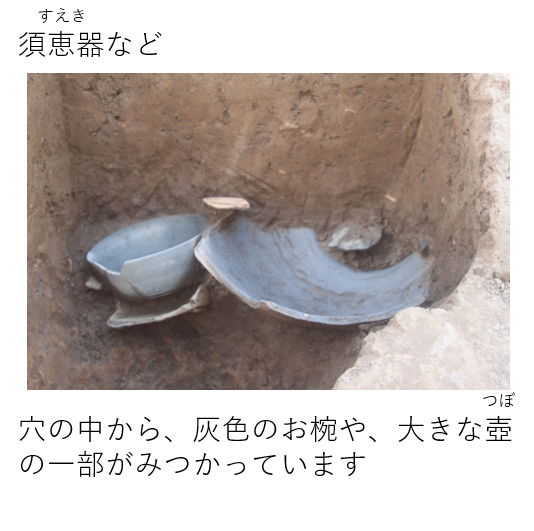 すえき
須恵器など
つぼ
穴の中から、灰色のお椀や、大きな壺
の一部がみつかっています